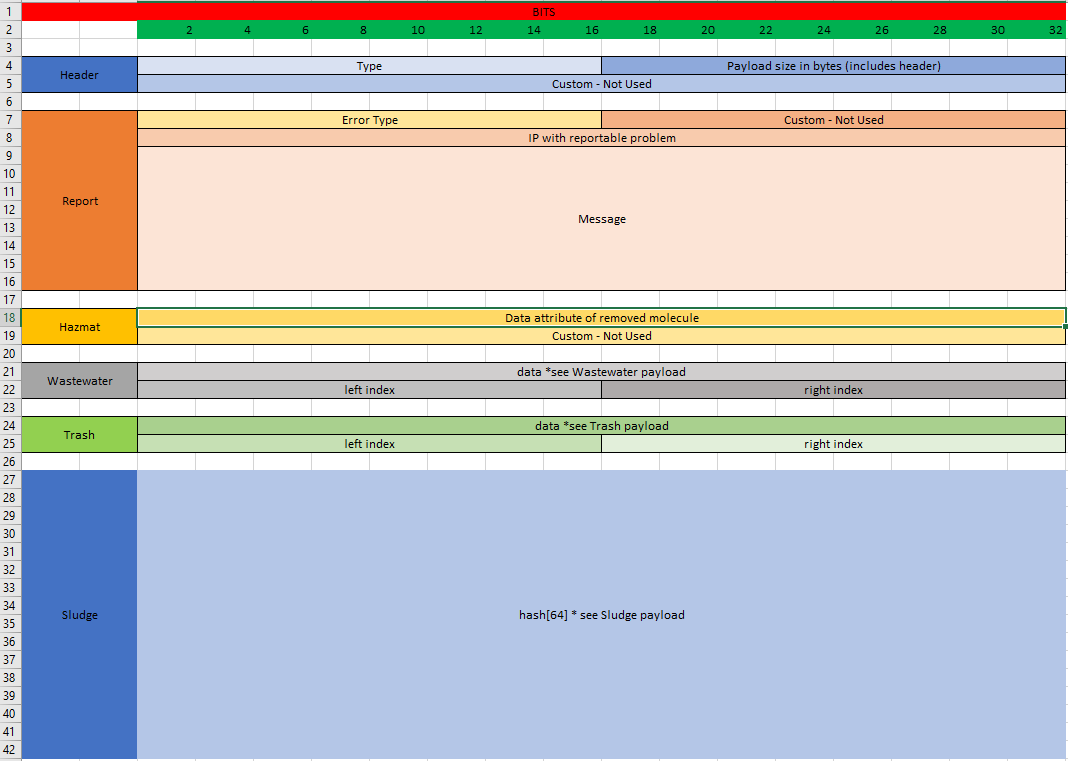 1 BITS
2 2 4 6 8 10 12 14 16 18 20 22 24 26 28 30 32
3
4 Type Payload size in bytes (includes header)
Header
5 Custom - Not Used
6
7 Error Type Custom - Not Used
8 IP with reportable problem
9
10
11
Report
12
Message
13
14
15
16
17
18 Data attribute of removed molecule
Hazmat
19 Custom - Not Used
20
21 data *see Wastewater payload
Wastewater
22 left index right index
23
24 data *see Trash payload
Trash
25 left index right index
26
27
28
29
30
31
32
33
34
Sludge hash[64] * see Sludge payload
35
36
37
38
39
40
41
42